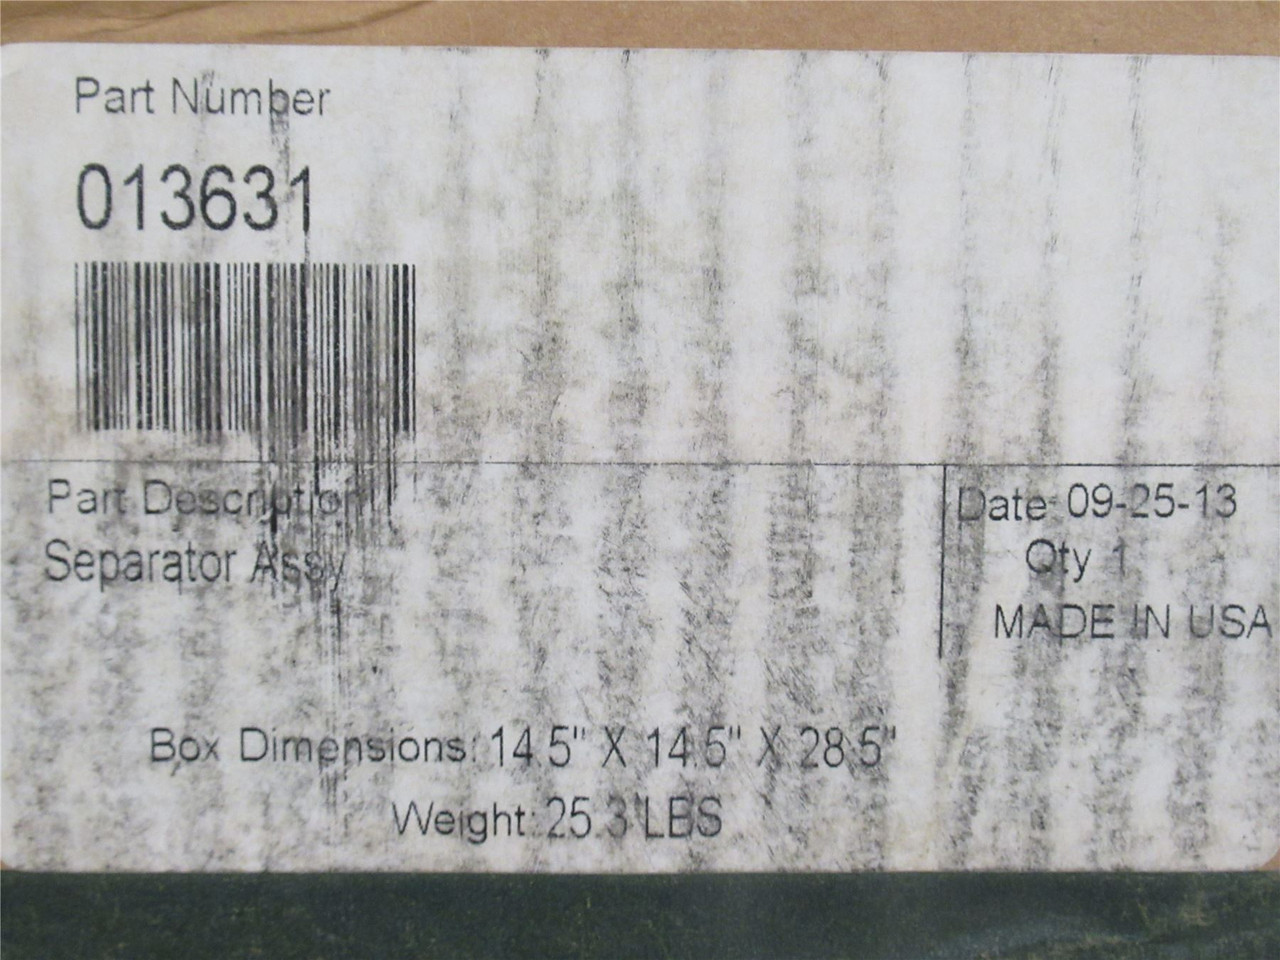 Part Number
013631
Part Description
Separator Assy
Date: 09-25-13
Qty 1
MADE IN USA
Box Dimensions: 14.5" X 14.5" X 28.5"
Weight: 25.3 LBS